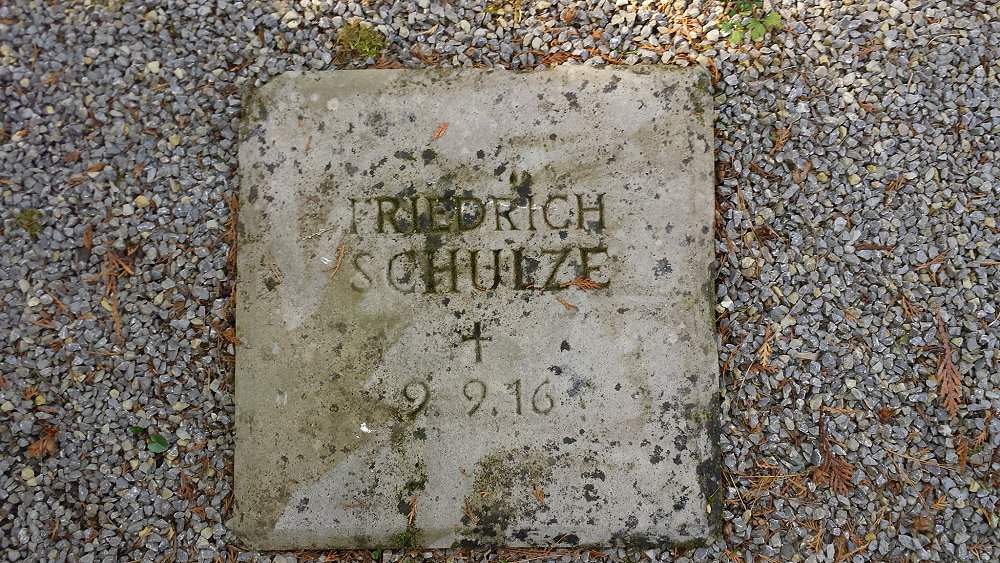 FRIEDRICH
SCHULZE
✝
9.9.16